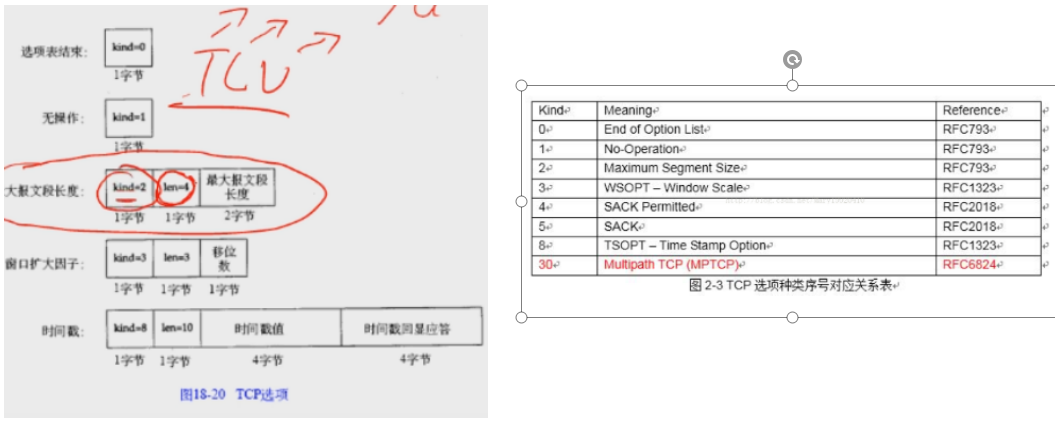 选项表结束:
kind=0
1字节
无操作:
kind=1
1字节
TCV
大报文段长度:
kind=2
len=4
最大报文段
长度
1字节
1字节
2字节
窗口扩大因子:
kind=3
len=3
移位
数
1字节
1字节
1字节
时间戳:
kind=8
len=10
时间戳值
时间戳回显应答
1字节
1字节
4字节
4字节
图18-20 TCP选项
Kind Meaning Reference
0 End of Option List RFC793
1 No-Operation RFC793
2 Maximum Segment Size RFC793
3 WSOPT – Window Scale RFC1323
4 SACK Permitted RFC2018
5 SACK RFC2018
8 TSOPT – Time Stamp Option RFC1323
30 Multipath TCP (MPTCP) RFC6824
图 2-3 TCP 选项种类序号对应关系表